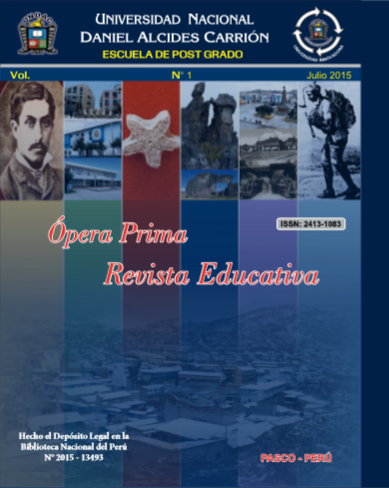 UNIVERSIDAD NACIONAL
DANIEL ALCIDES CARRIÓN
ESCUELA DE POST GRADO
Vol. N° 1 Julio 2015
ISSN: 2413-1083
Ópera Prima
Revista Educativa
Hecho el Depósito Legal en la
Biblioteca Nacional del Perú
N° 2015 - 13493
PASCO - PERÚ